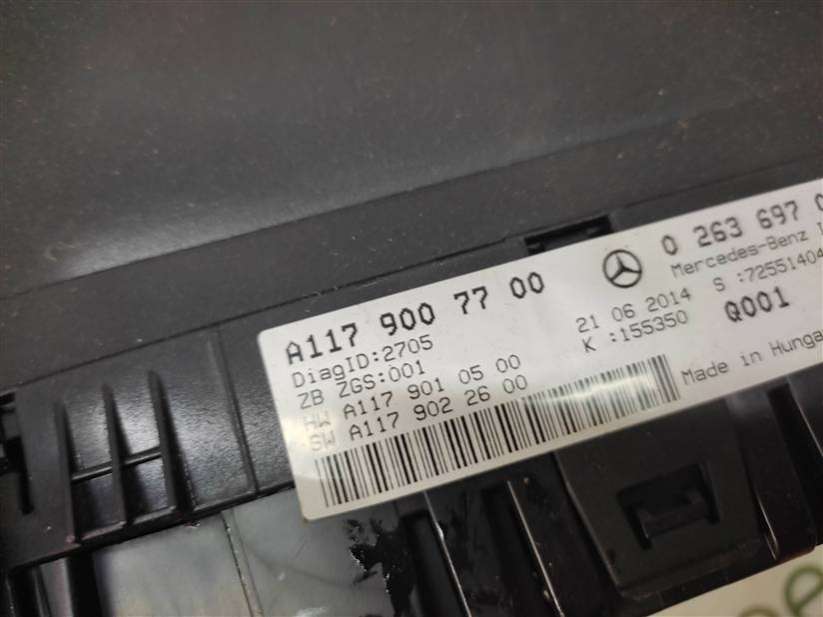 A117 900 77 00
DiagID:2705
ZB ZGS:001
HW A117 901 05 00
SW A117 902 26 00
21 06 2014
K :155350
0 263 697
Mercedes-Benz
S :72551404
Q001
Made in Hunga